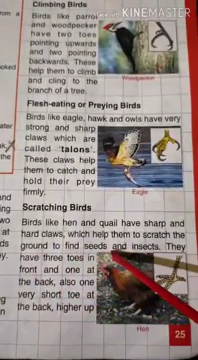 Climbing Birds
Birds like parrot
and woodpecker
have two toes
pointing upwards
and two pointing
backwards. These
help them to climb
and cling to the
branch of a tree.
Woodpecker
Flesh-eating or Preying Birds
Birds like eagle, hawk and owls have very
strong and sharp
claws which are
called 'talons'.
These claws help
them to catch and
hold their prey
firmly.
Eagle
Scratching Birds
Birds like hen and quail have sharp and
hard claws, which help them to scratch the
ground to find seeds and insects. They
have three toes in
front and one at
the back, also one
very short toe at
the back, higher up
Hen
25
Made with KINEMASTER